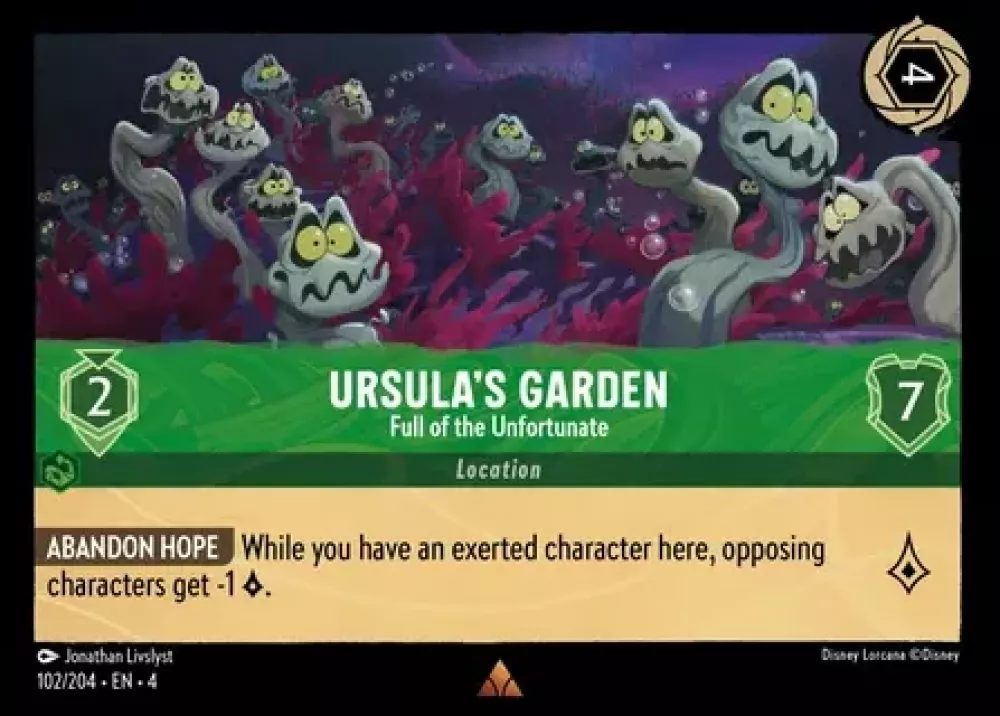 4
2
URSULA'S GARDEN
7
Full of the Unfortunate
Location
ABANDON HOPE While you have an exerted character here, opposing
characters get -1 .
Jonathan Livslyst
Disney Lorcana ©Disney
102/204 • EN • 4